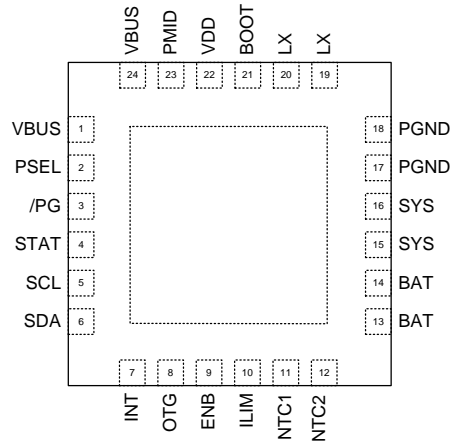 VBUS PMID VDD BOOT LX LX
24 23 22 21 20 19
VBUS 1 18 PGND
PSEL 2 17 PGND
/PG 3 16 SYS
STAT 4 15 SYS
SCL 5 14 BAT
SDA 6 13 BAT
7 8 9 10 11 12
INT OTG ENB ILIM NTC1 NTC2